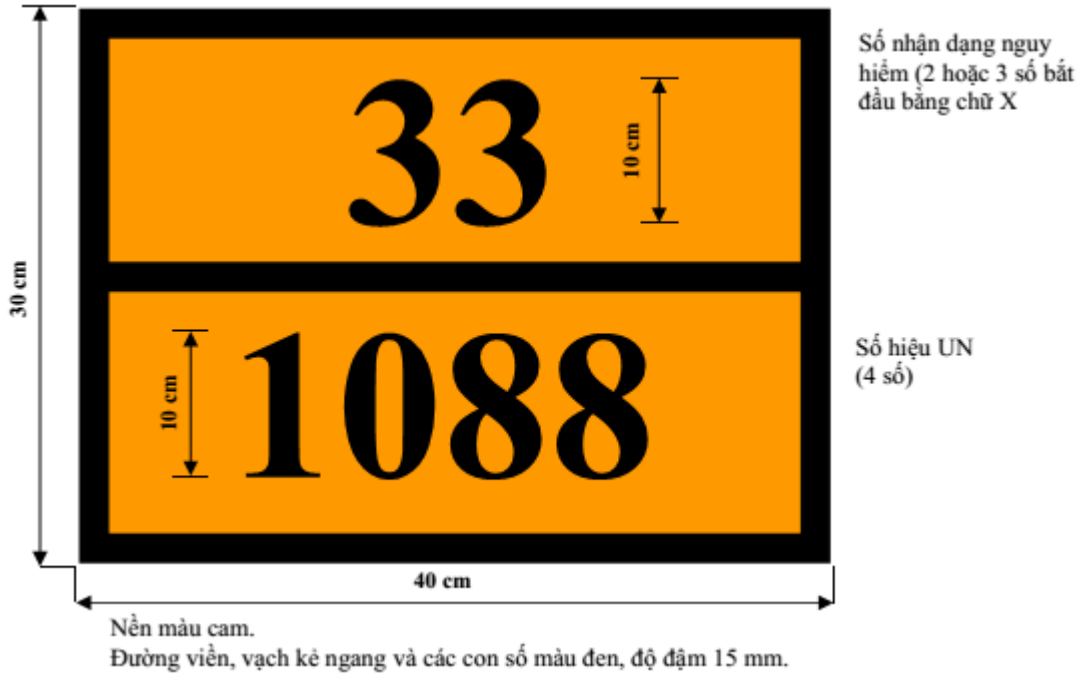 33
10 cm
Số nhận dạng nguy
hiểm (2 hoặc 3 số bắt
đầu bằng chữ X
30 cm
1088
10 cm
Số hiệu UN
(4 số)
40 cm
Nền màu cam.
Đường viền, vạch kẻ ngang và các con số màu đen, độ đậm 15 mm.